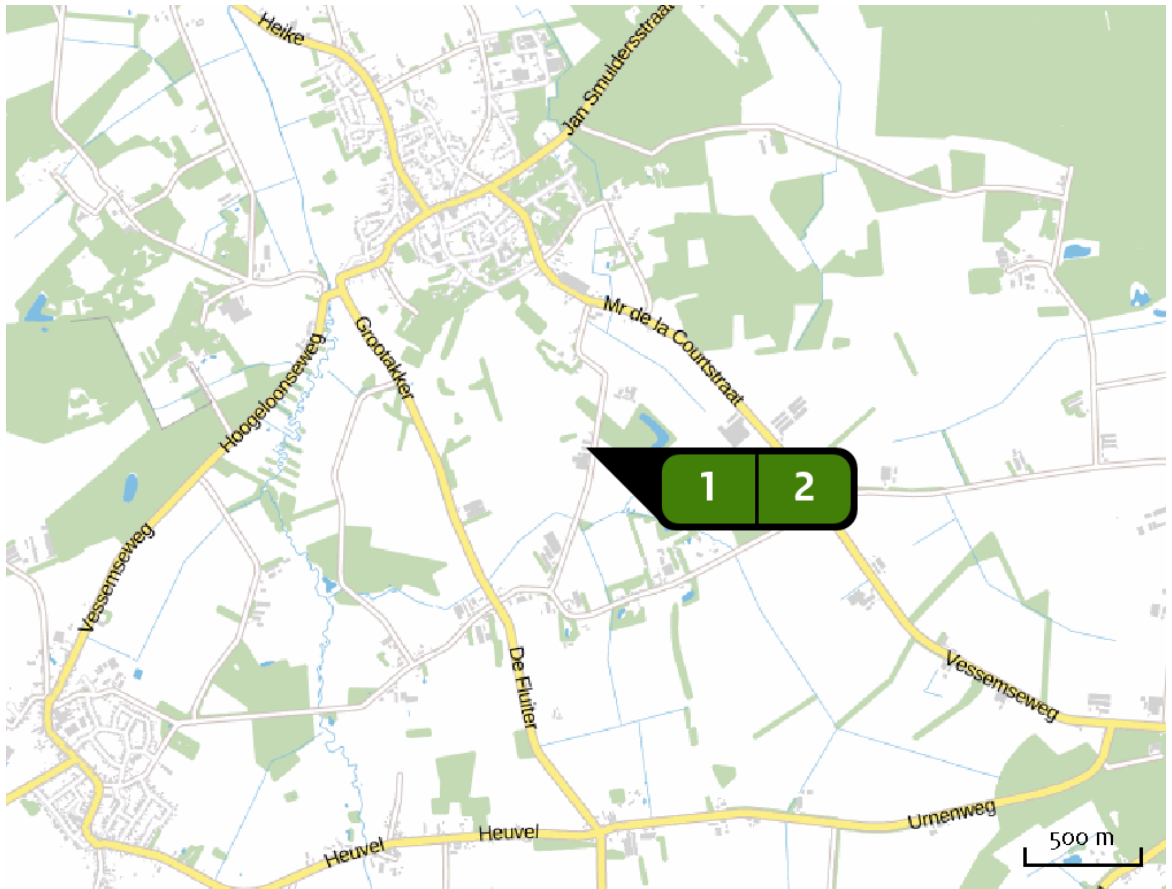 Heike
Jan Smuldersstraat
Mr de la Courtstraat
Grootakker
Hoogeloonseweg
1 2
Vessemseweg
De Fluiter
Vessemseweg
Urnenweg
Heuvel
Heuvel
500 m